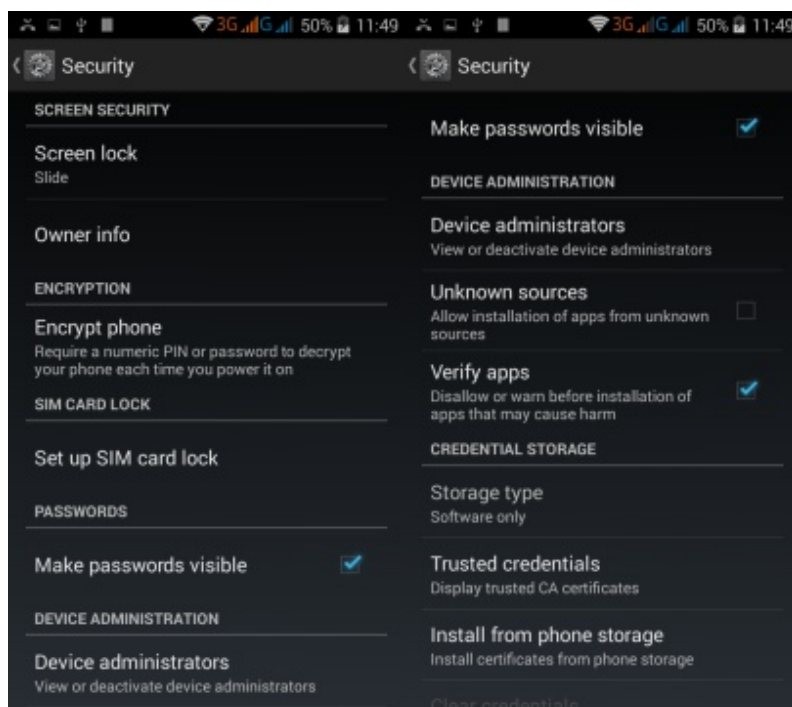 3G G 50% 11:49
Security
SCREEN SECURITY
Screen lock
Slide
Owner info
ENCRYPTION
Encrypt phone
Require a numeric PIN or password to decrypt
your phone each time you power it on
SIM CARD LOCK
Set up SIM card lock
PASSWORDS
Make passwords visible
DEVICE ADMINISTRATION
Device administrators
View or deactivate device administrators
3G G 50% 11:49
Security
Make passwords visible
DEVICE ADMINISTRATION
Device administrators
View or deactivate device administrators
Unknown sources
Allow installation of apps from unknown
sources
Verify apps
Disallow or warn before installation of
apps that may cause harm
CREDENTIAL STORAGE
Storage type
Software only
Trusted credentials
Display trusted CA certificates
Install from phone storage
Install certificates from phone storage
Clear credentials